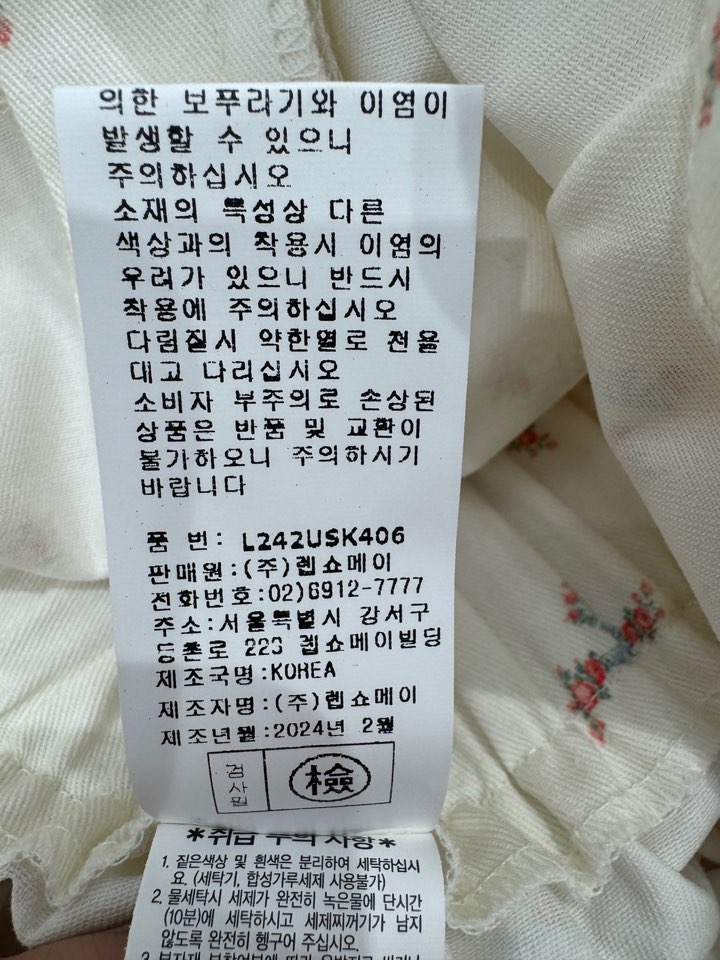 의한 보푸라기와 이염이
발생할 수 있으니
주의하십시오
소재의 특성상 다른
색상과의 착용시 이염의
우려가 있으니 반드시
착용에 주의하십시오
다림질시 약한열로 천을
대고 다리십시오
소비자 부주의로 손상된
상품은 반품 및 교환이
불가하오니 주의하시기
바랍니다
품 번: L242USK406
판매원:(주)렙쇼메이
전화번호:02)6912-7777
주소:서울특별시 강서구
등촌로 223 렙쇼메이빌딩
제조국명:KOREA
제조자명:(주)렙쇼메이
제조년월:2024년 2월
검사필 檢
*취급 주의 사항*
1. 짙은색상 및 흰색은 분리하여 세탁하십시
요. (세탁기, 합성가루세제 사용불가)
2. 물세탁시 세제가 완전히 녹은물에 단시간
(10분)에 세탁하시고 세제찌꺼기가 남지
않도록 완전히 헹구어 주십시오.